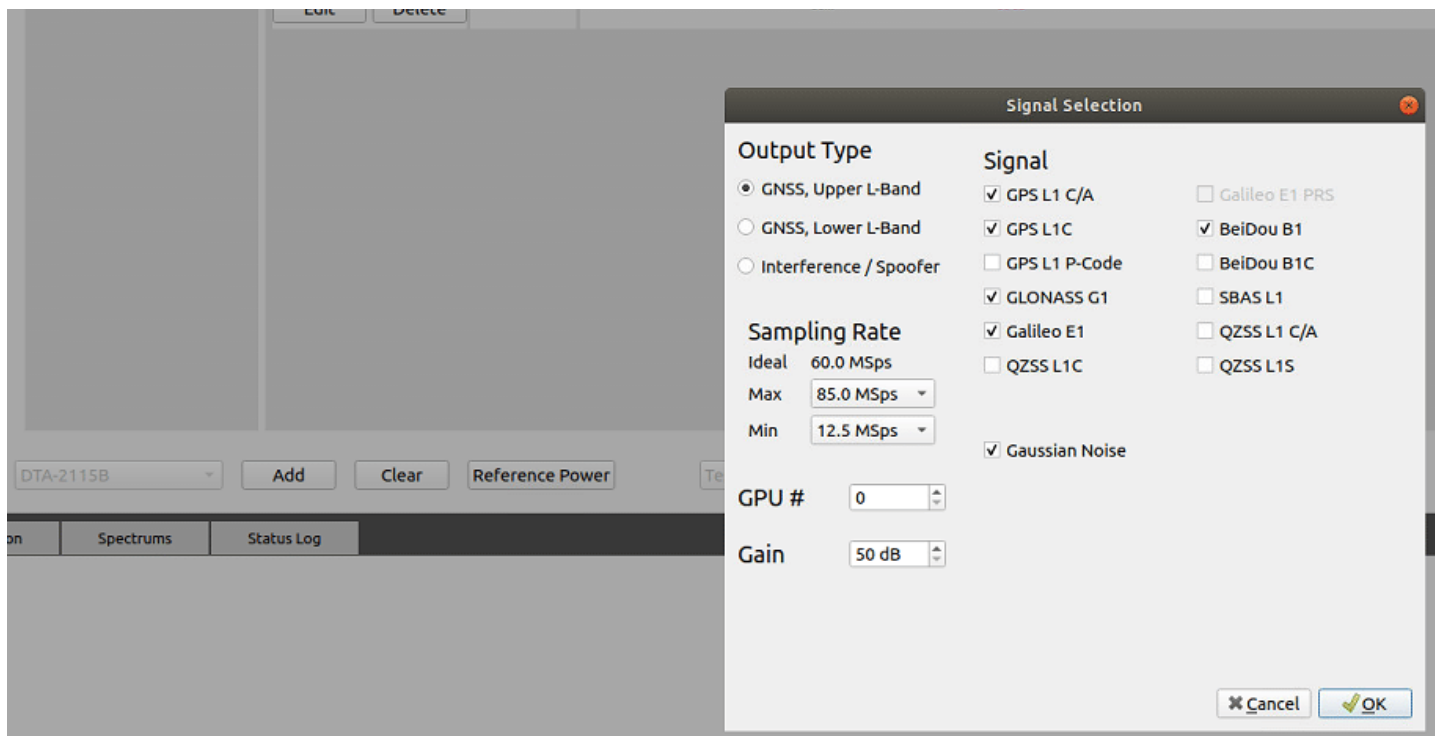 Edit Delete
Signal Selection
Output Type
GNSS, Upper L-Band
GNSS, Lower L-Band
Interference / Spoofer
Sampling Rate
Ideal 60.0 MSps
Max 85.0 MSps
Min 12.5 MSps
GPU # 0
Gain 50 dB
Signal
GPS L1 C/A
GPS L1C
GPS L1 P-Code
GLONASS G1
Galileo E1
QZSS L1C
Galileo E1 PRS
BeiDou B1
BeiDou B1C
SBAS L1
QZSS L1 C/A
QZSS L1S
Gaussian Noise
Cancel OK
DTA-2115B Add Clear Reference Power Te
on Spectrums Status Log